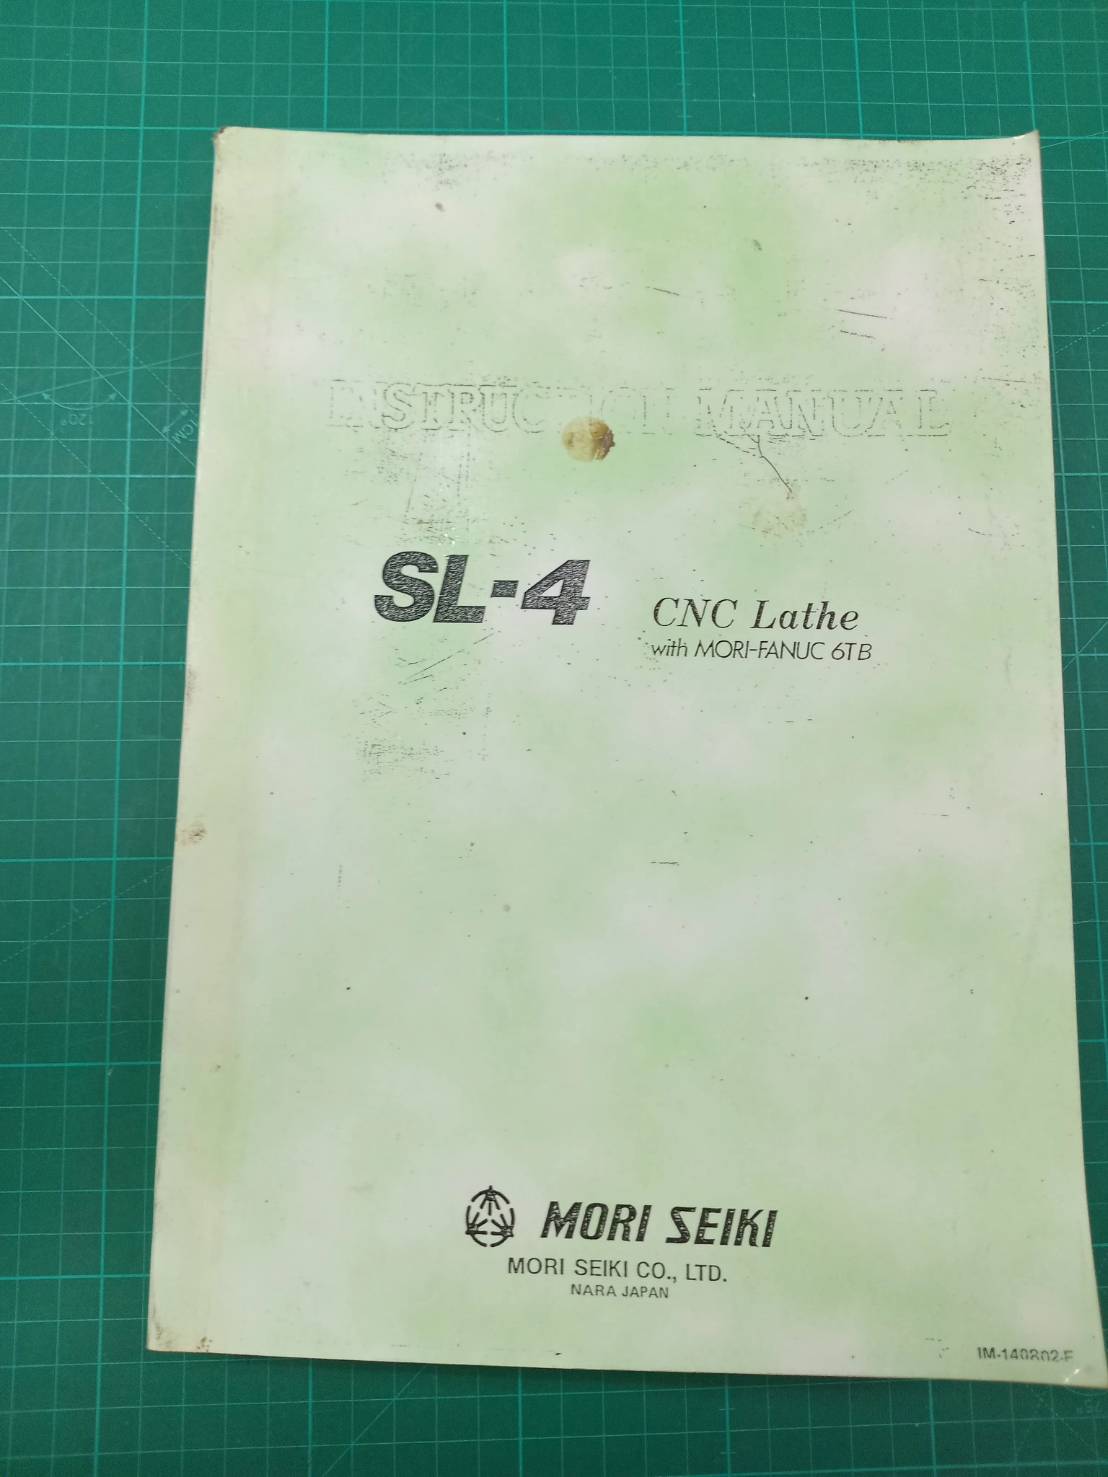 INSTRUCTION MANUAL
SL-4
CNC Lathe
with MORI-FANUC 6TB
MORI SEIKI
MORI SEIKI CO., LTD.
NARA JAPAN